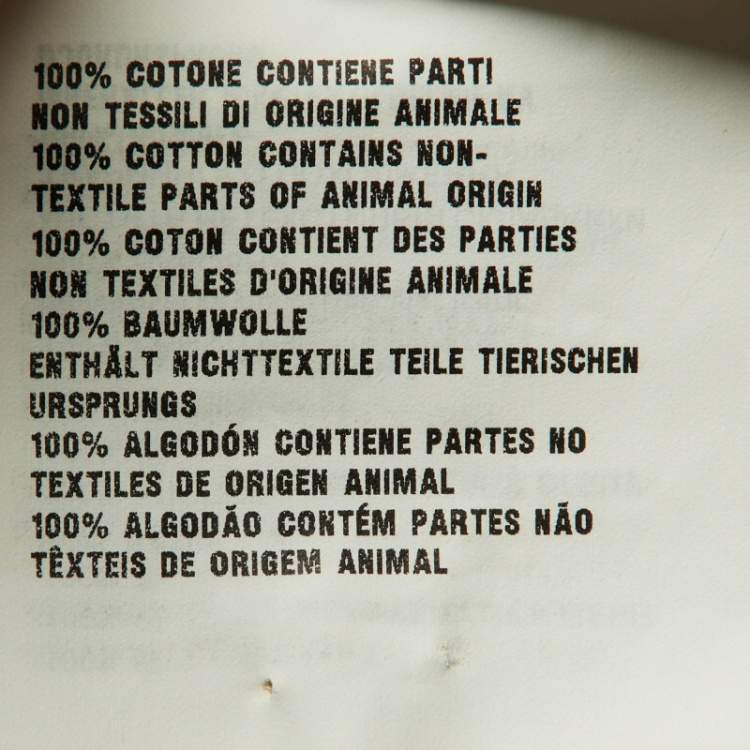 100% COTONE CONTIENE PARTI
NON TESSILI DI ORIGINE ANIMALE
100% COTTON CONTAINS NON-
TEXTILE PARTS OF ANIMAL ORIGIN
100% COTON CONTIENT DES PARTIES
NON TEXTILES D'ORIGINE ANIMALE
100% BAUMWOLLE
ENTHÄLT NICHTTEXTILE TEILE TIERISCHEN
URSPRUNGS
100% ALGODÓN CONTIENE PARTES NO
TEXTILES DE ORIGEN ANIMAL
100% ALGODÃO CONTÉM PARTES NÃO
TÊXTEIS DE ORIGEM ANIMAL